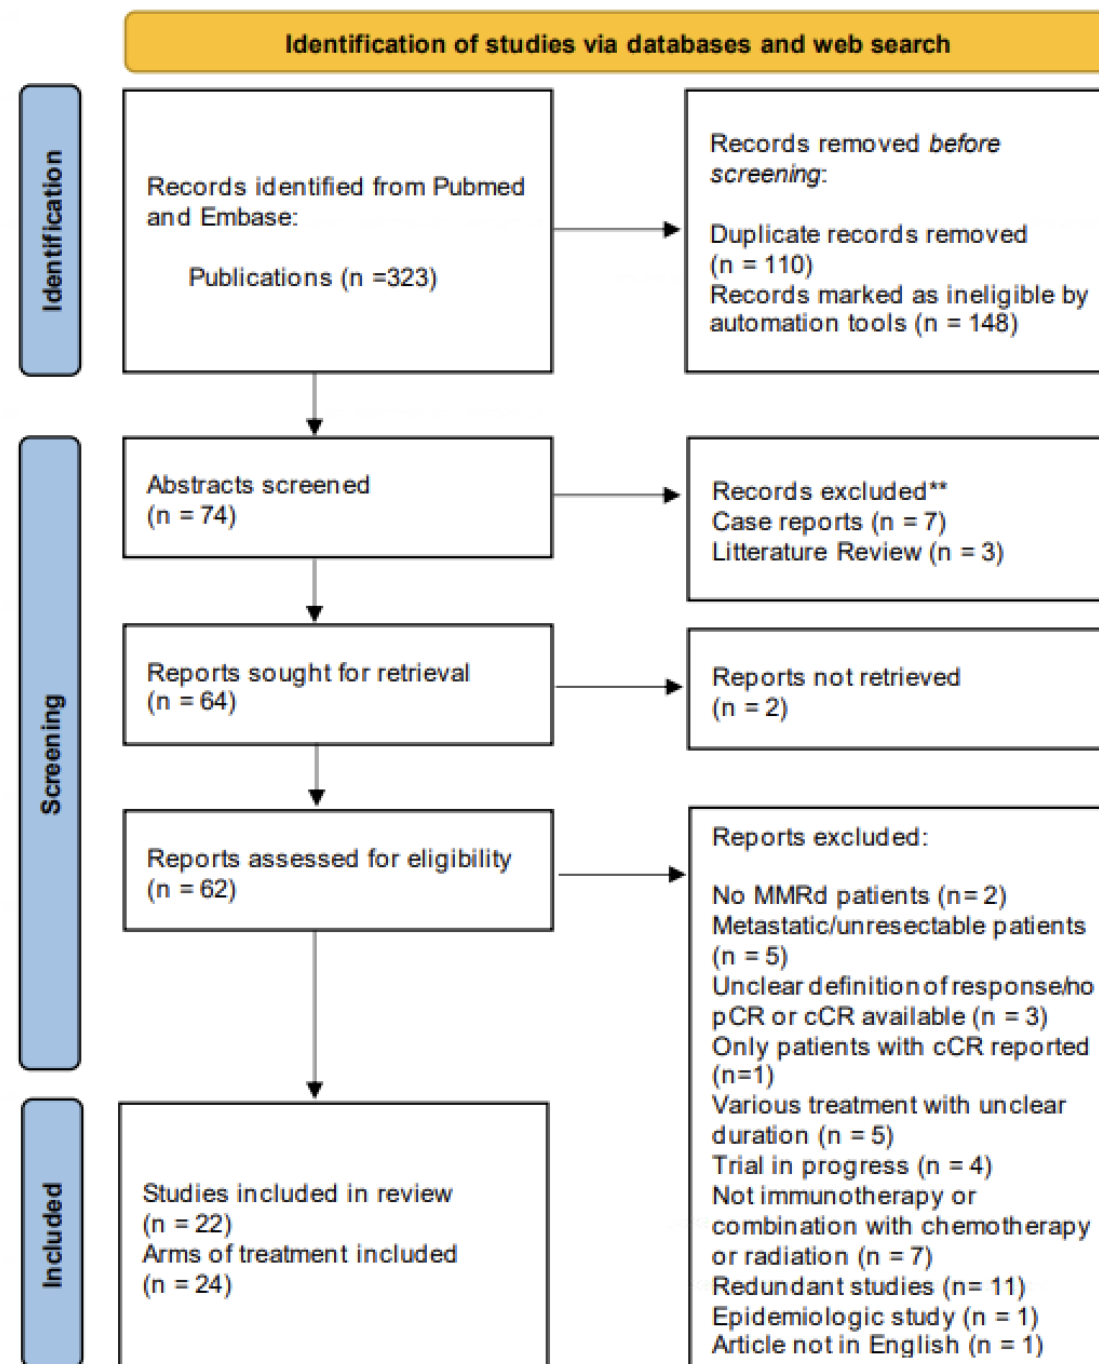 Identification of studies via databases and web search
Identification
Records identified from Pubmed
and Embase:
Publications (n =323)
Records removed before
screening:
Duplicate records removed
(n = 110)
Records marked as ineligible by
automation tools (n = 148)
Screening
Abstracts screened
(n = 74)
Records excluded**
Case reports (n = 7)
Litterature Review (n = 3)
Reports sought for retrieval
(n = 64)
Reports not retrieved
(n = 2)
Reports assessed for eligibility
(n = 62)
Reports excluded:
No MMRd patients (n= 2)
Metastatic/unresectable patients
(n = 5)
Unclear definition of response/no
pCR or cCR available (n = 3)
Only patients with cCR reported
(n=1)
Various treatment with unclear
duration (n = 5)
Trial in progress (n = 4)
Not immunotherapy or
combination with chemotherapy
or radiation (n = 7)
Redundant studies (n= 11)
Epidemiologic study (n = 1)
Article not in English (n = 1)
Included
Studies included in review
(n = 22)
Arms of treatment included
(n = 24)